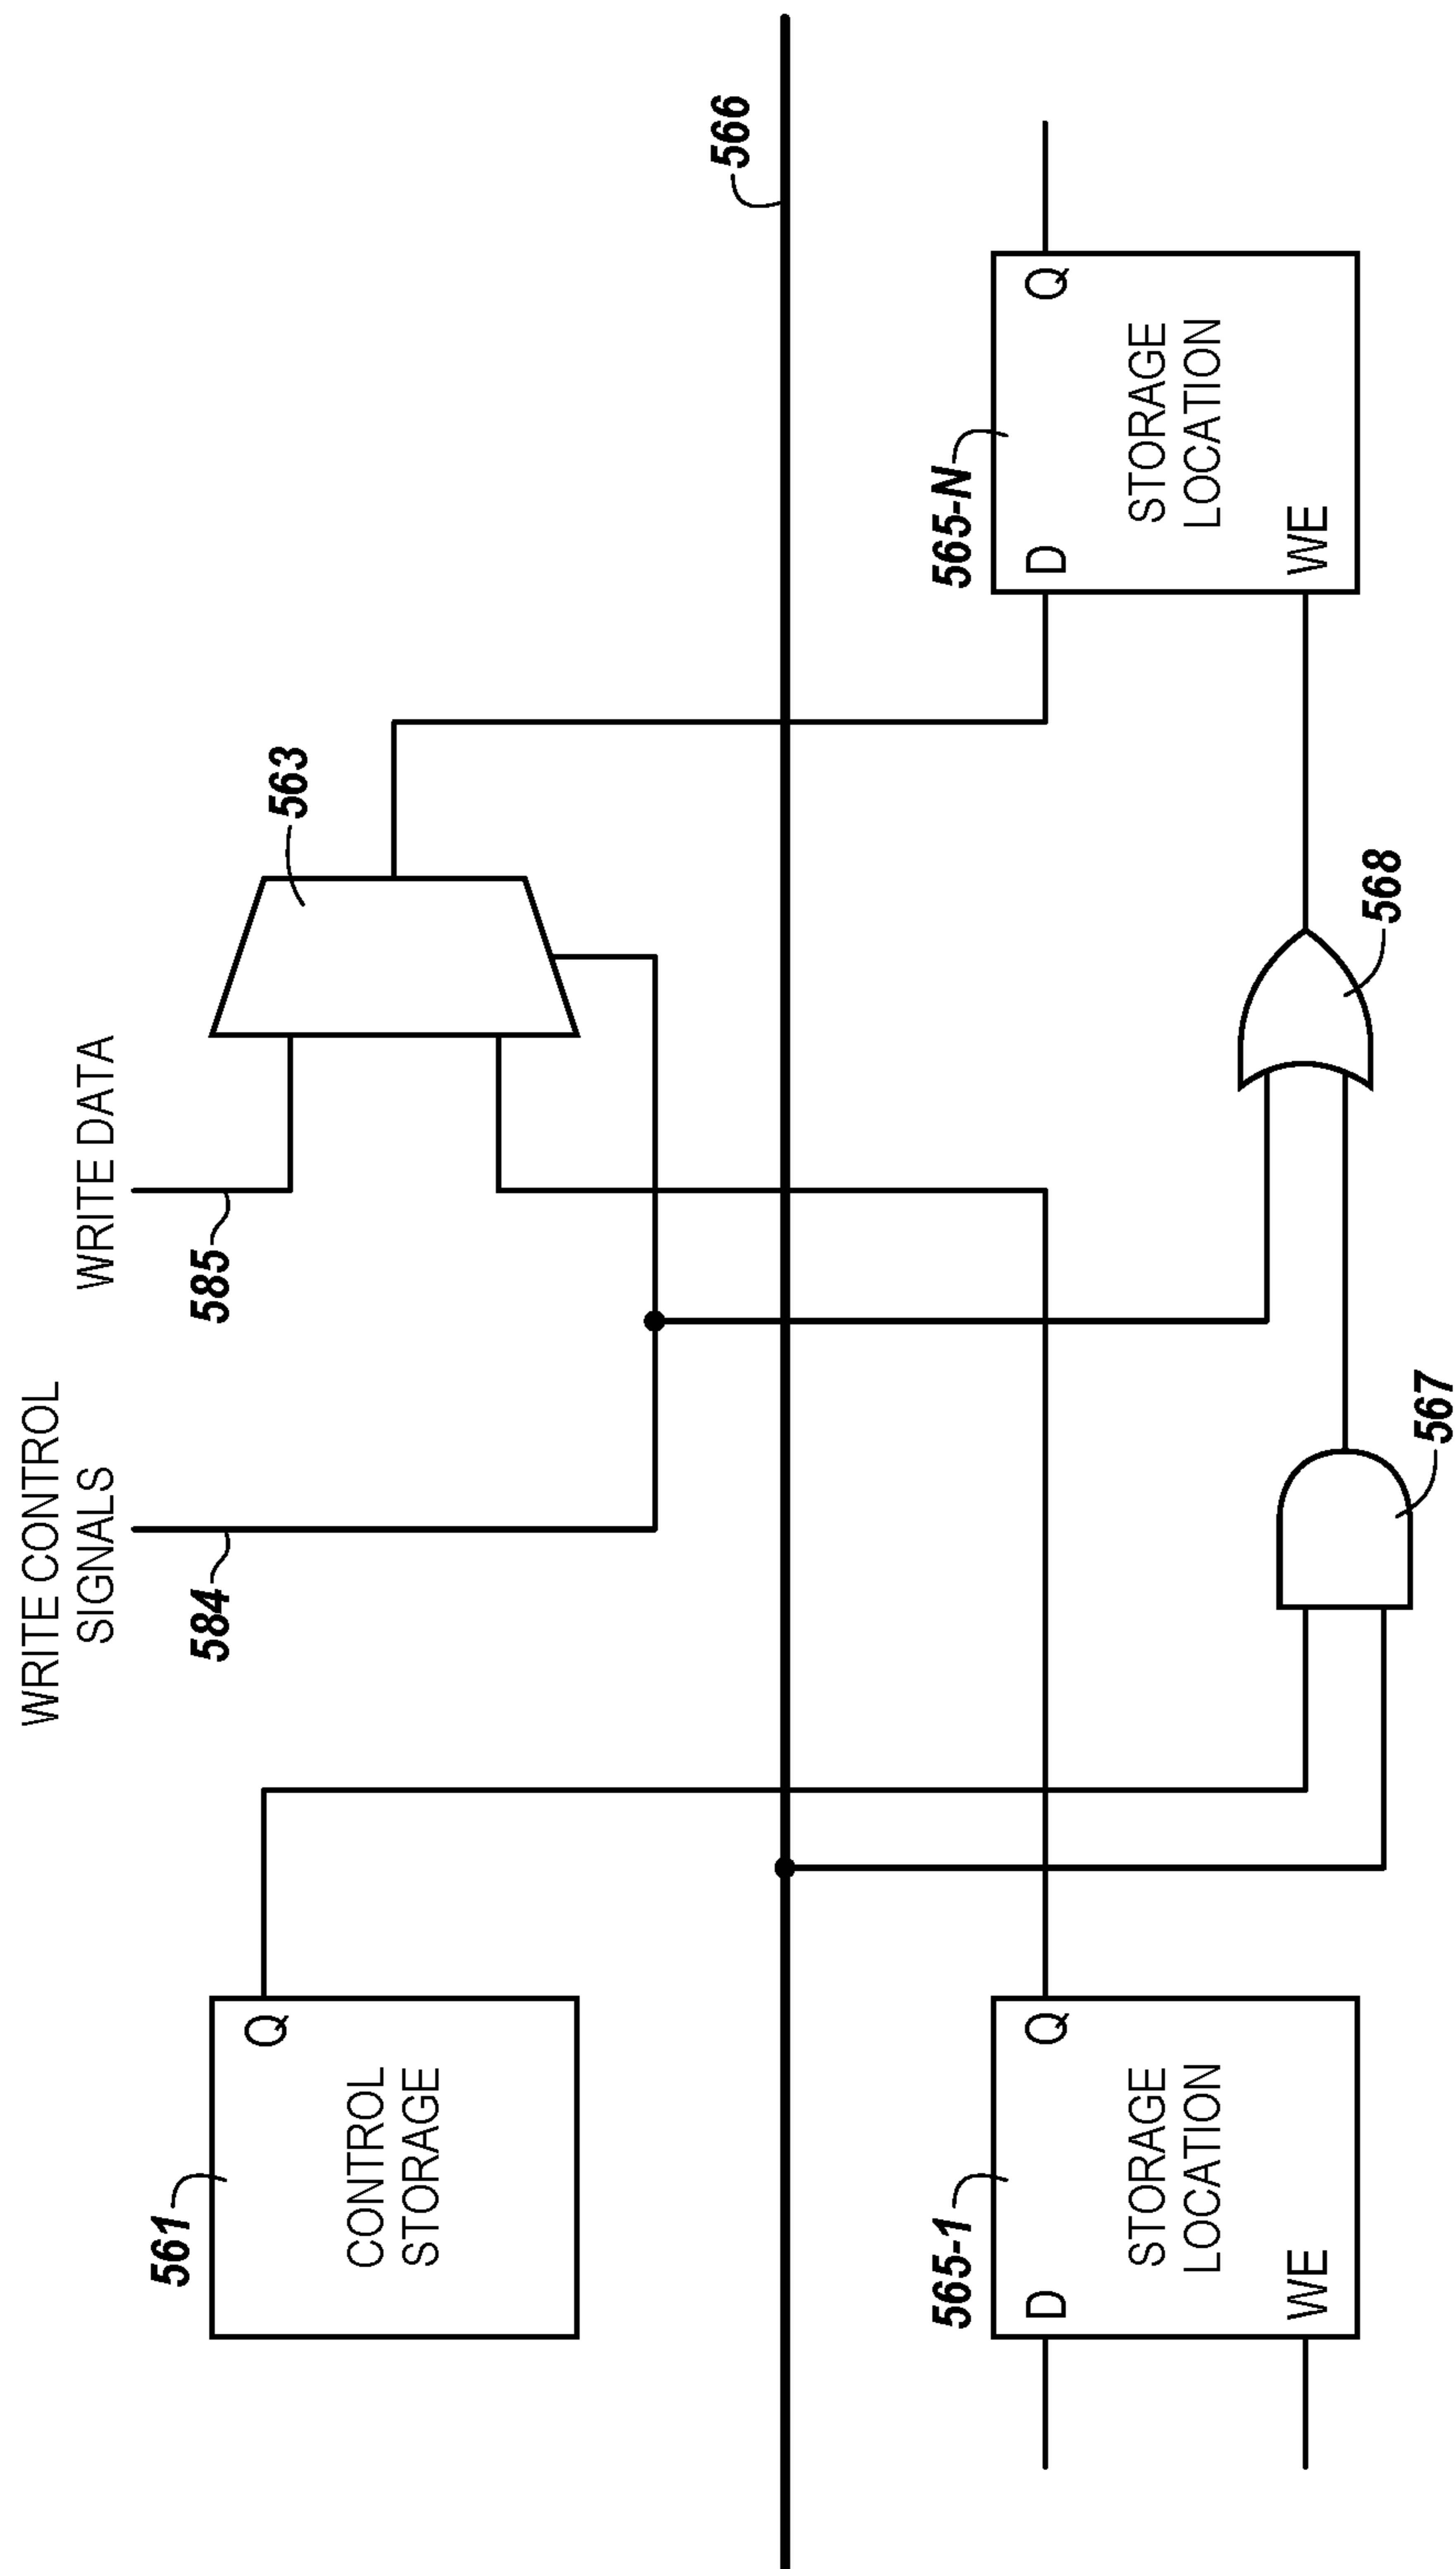 WRITE CONTROL
SIGNALS
WRITE DATA
584
585
561
Q
CONTROL
STORAGE
563
566
565-1
D
Q
STORAGE
LOCATION
WE
565-N
D
Q
STORAGE
LOCATION
WE
567
568